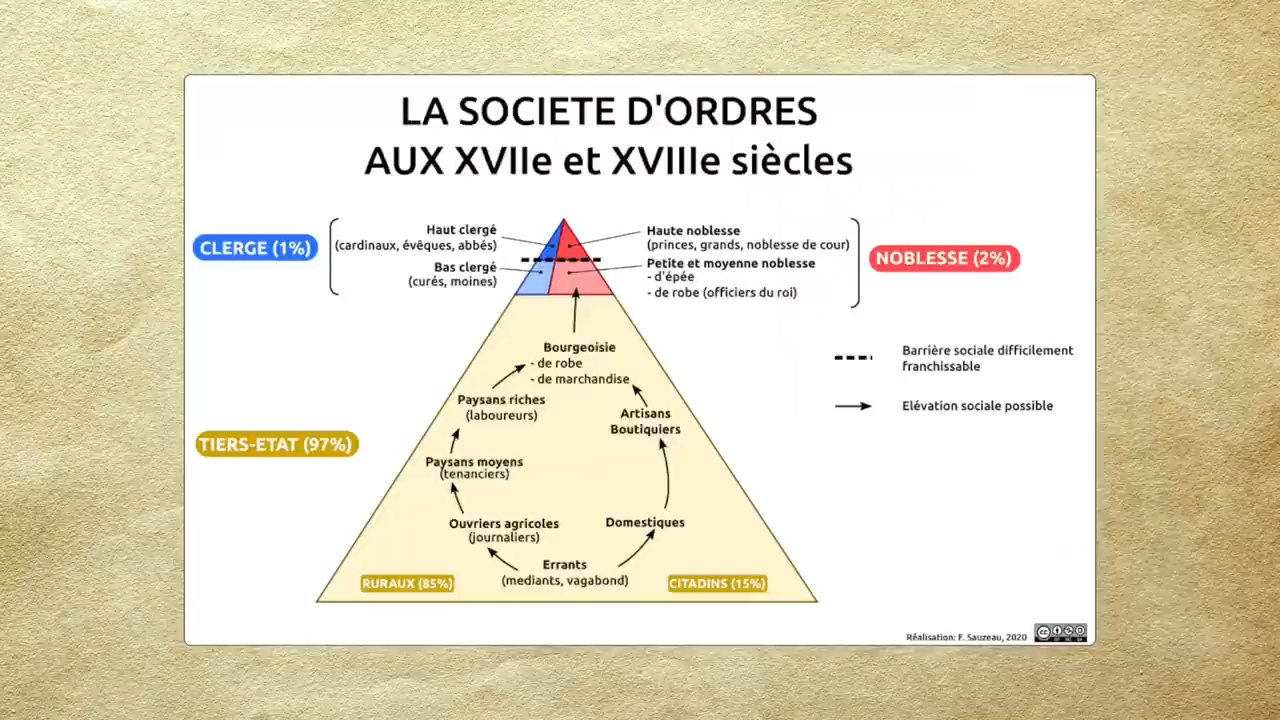 LA SOCIETE D'ORDRES
AUX XVIIe et XVIIIe siècles
CLERGE (1%)
Haut clergé
(cardinaux, évêques, abbés)
Bas clergé
(curés, moines)
Haute noblesse
(princes, grands, noblesse de cour)
Petite et moyenne noblesse
- d'épée
- de robe (officiers du roi)
NOBLESSE (2%)
Barrière sociale difficilement
franchissable
Elévation sociale possible
TIERS-ETAT (97%)
Bourgeoisie
- de robe
- de marchandise
Paysans riches
(laboureurs)
Artisans
Boutiquiers
Paysans moyens
(tenanciers)
Ouvriers agricoles
(journaliers)
Domestiques
Errants
(mediants, vagabond)
RURAUX (85%)
CITADINS (15%)
Réalisation: F. Sauzeau, 2020